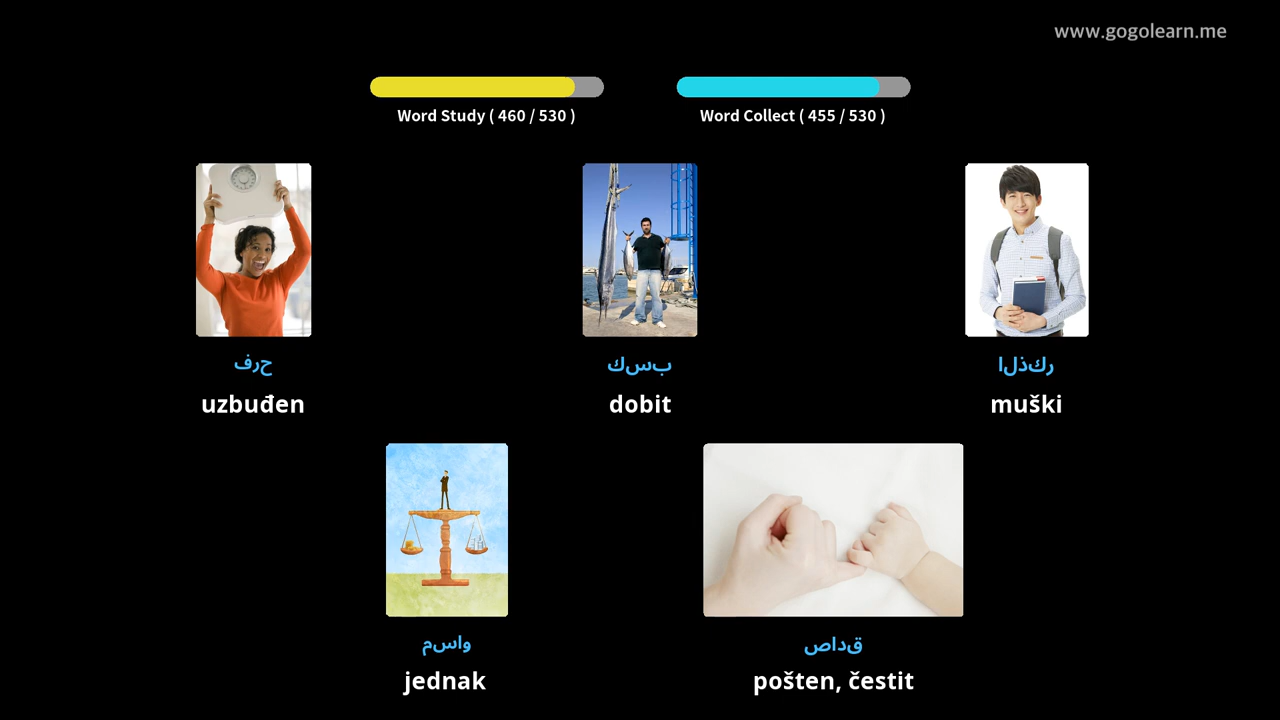 www.gogolearn.me
Word Study ( 460 / 530 )
Word Collect ( 455 / 530 )
حرف
بسك
ركذلا
uzbuđen
dobit
muški
واسم
قداص
jednak
pošten, čestit